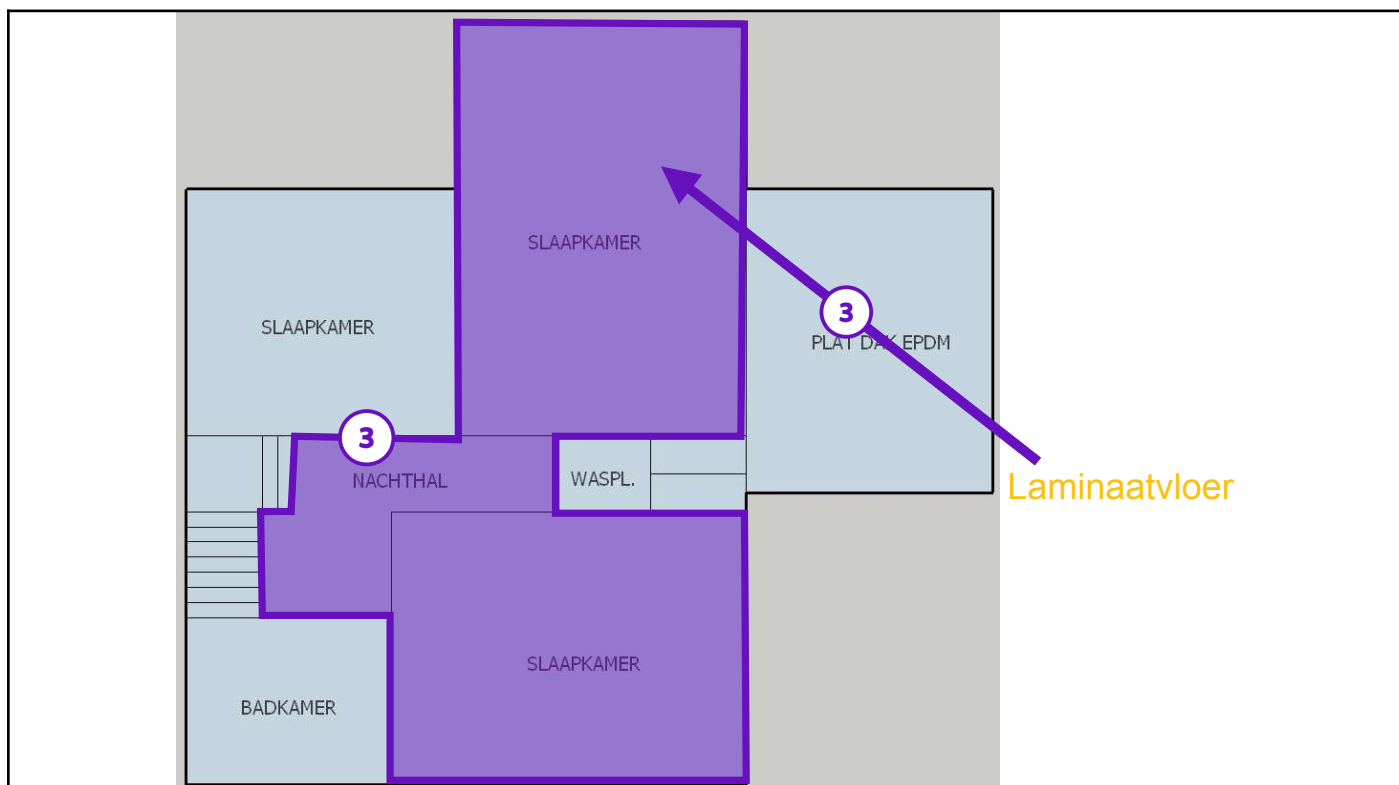 SLAAPKAMER
3
SLAAPKAMER
PLAT DAK EPDM
3
NACHTHAL
WASPL.
Laminaatvloer
SLAAPKAMER
BADKAMER